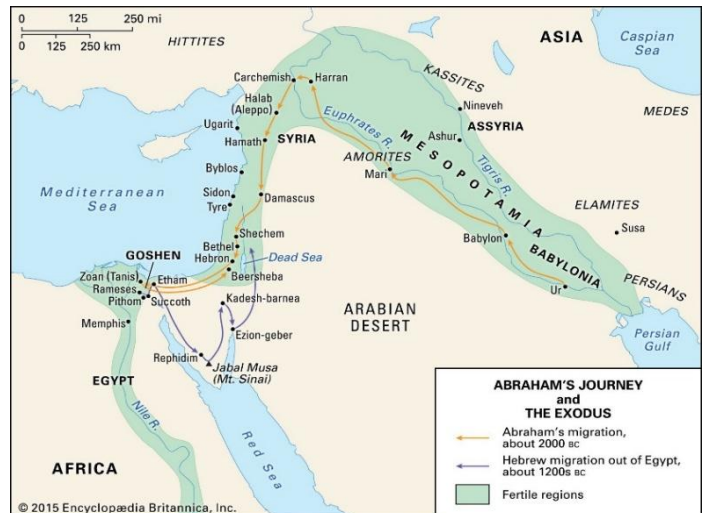 0 125 250 mi
0 125 250 km
HITTITES
ASIA
Caspian
Sea
Carchemish
Harran
KASSITES
Halab
(Aleppo)
Nineveh
MEDES
Ugarit
SYRIA
Euphrates R.
ASSYRIA
Hamath
Ashur
MESOPOTAMIA
Tigris R.
AMORITES
Byblos
Mari
Mediterranean
Sea
Sidon
Tyre
Damascus
ELAMITES
Susa
Shechem
Babylon
GOSHEN
Bethel
Hebron
Dead Sea
BABYLONIA
Zoan (Tanis)
Etham
Beersheba
PERSIANS
Rameses
Pithom
Succoth
Kadesh-barnea
Ur
ARABIAN
DESERT
Memphis
Ezion-geber
Persian
Gulf
Rephidim
Jabal Musa
(Mt. Sinai)
EGYPT
Nile R.
Red Sea
AFRICA
ABRAHAM'S JOURNEY
and
THE EXODUS
Abraham's migration,
about 2000 BC
Hebrew migration out of Egypt,
about 1200s BC
Fertile regions
© 2015 Encyclopædia Britannica, Inc.